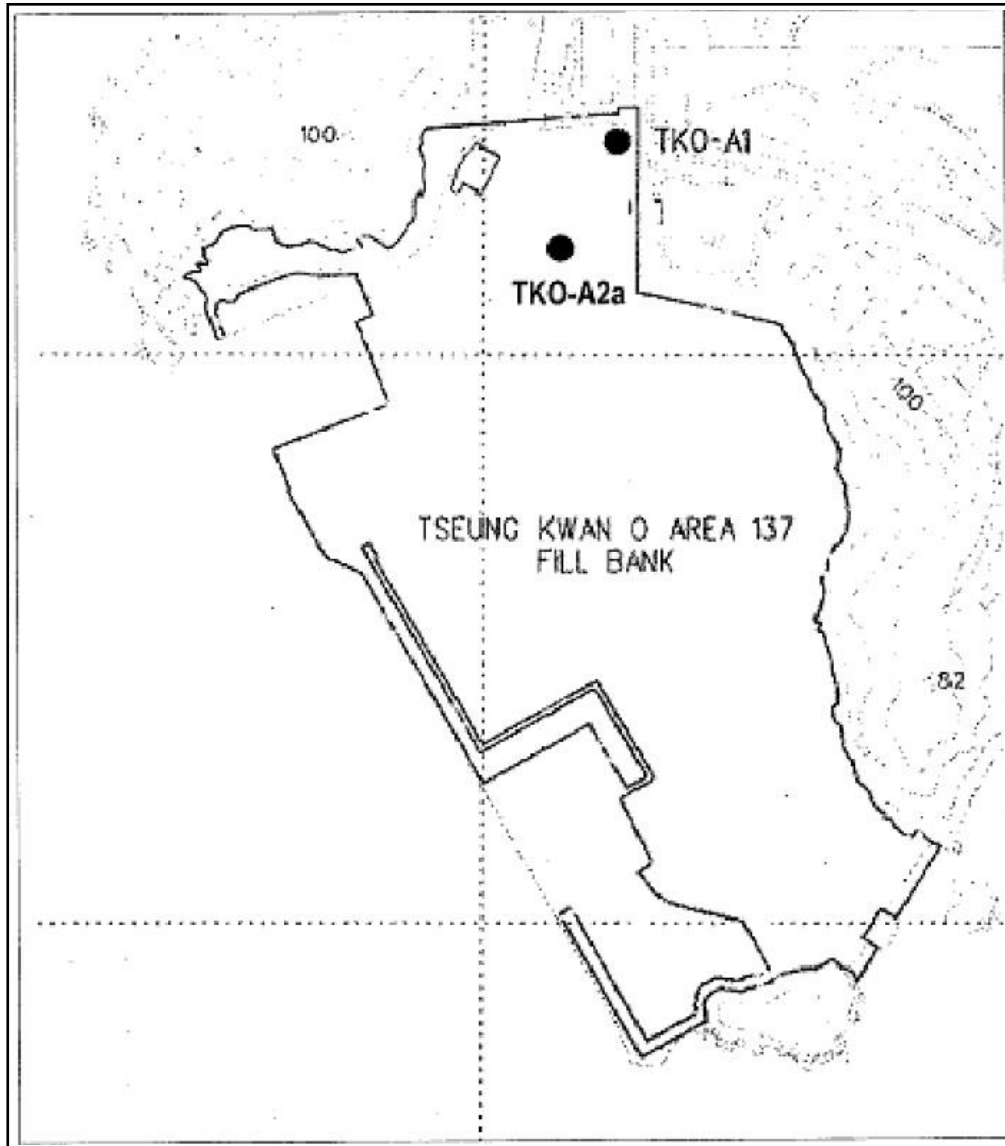 100
TKO-A1
TKO-A2a
100
TSEUNG KWAN O AREA 137
FILL BANK
82